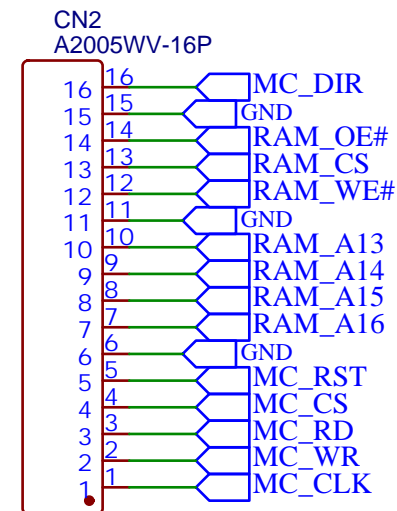 CN2
A2005WV-16P
16 16 MC_DIR
15 15 GND
14 14 RAM_OE#
13 13 RAM_CS
12 12 RAM_WE#
11 11 GND
10 10 RAM_A13
9 9 RAM_A14
8 8 RAM_A15
7 7 RAM_A16
6 6 GND
5 5 MC_RST
4 4 MC_CS
3 3 MC_RD
2 2 MC_WR
1 1 MC_CLK